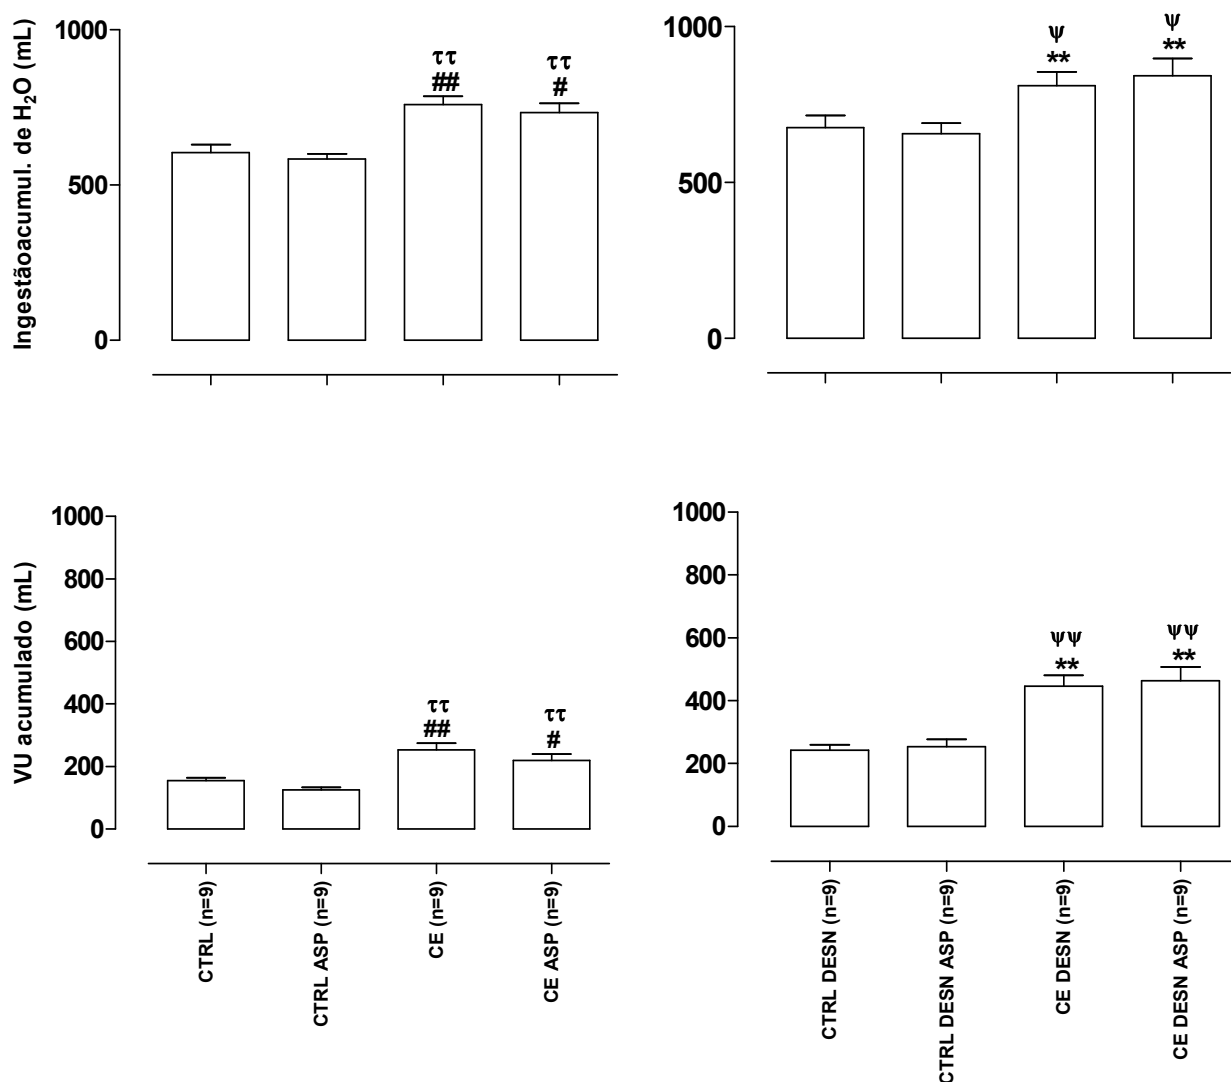 Ingestãoacumul. de H₂O (mL)
1000
500
0
ττ
##
ττ
#
1000
500
0
ψ
**
ψ
**
VU acumulado (mL)
1000
800
600
400
200
0
ττ
##
ττ
#
CTRL (n=9)
CTRL ASP (n=9)
CE (n=9)
CE ASP (n=9)
1000
800
600
400
200
0
ψψ
**
ψψ
**
CTRL DESN (n=9)
CTRL DESN ASP (n=9)
CE DESN (n=9)
CE DESN ASP (n=9)